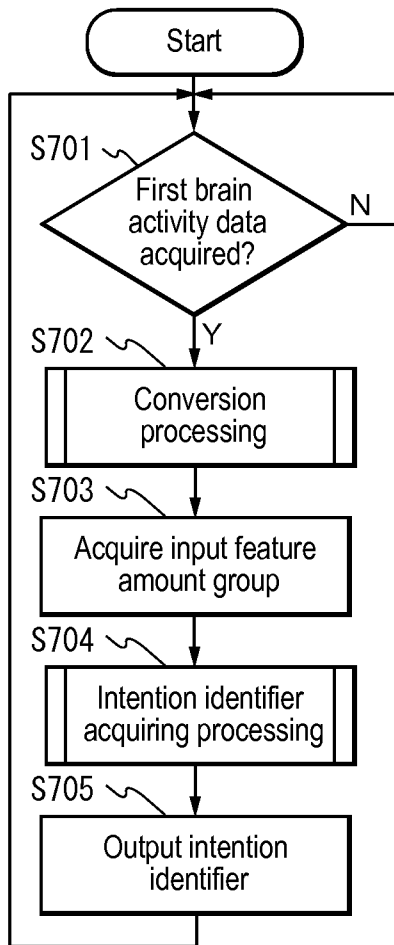 Start
S701
First brain
activity data
acquired?
N
Y
S702
Conversion
processing
S703
Acquire input feature
amount group
S704
Intention identifier
acquiring processing
S705
Output intention
identifier